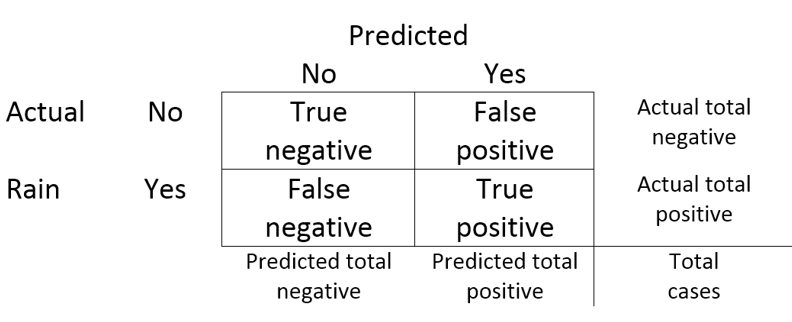 Predicted
No Yes
Actual No True False Actual total
negative positive negative
Rain Yes False True Actual total
negative positive positive
Predicted total Predicted total Total
negative positive cases